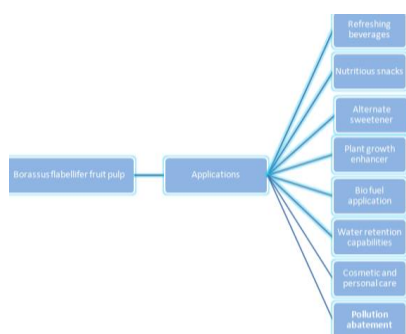 Borassus flabellifer fruit pulp
Applications
Refreshing
beverages
Nutritious snacks
Alternate
sweetener
Plant growth
enhancer
Bio fuel
application
Water retention
capabilities
Cosmetic and
personal care
Pollution
abatement